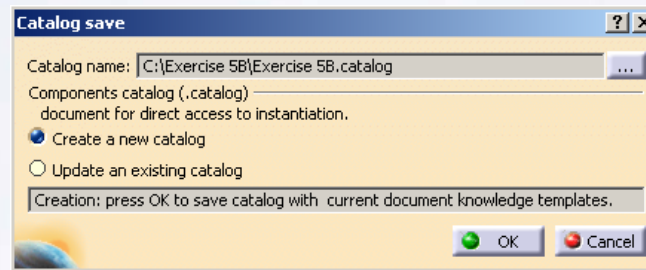 Catalog save
Catalog name: C:\Exercise 5B\Exercise 5B.catalog ...
Components catalog (.catalog)
document for direct access to instantiation.
Create a new catalog
Update an existing catalog
Creation: press OK to save catalog with current document knowledge templates.
OK Cancel